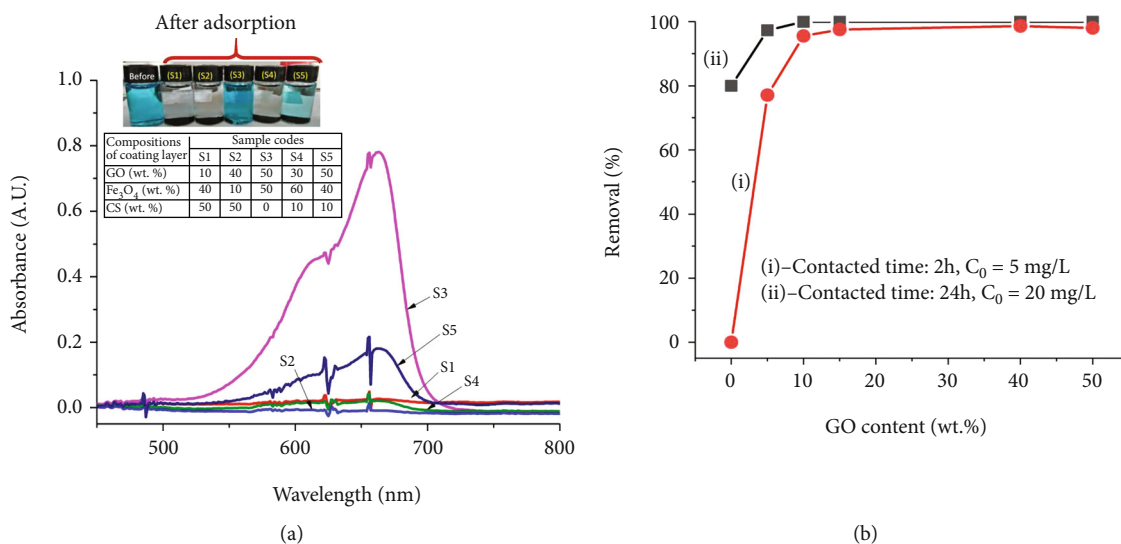 After adsorption
Before (S1) (S2) (S3) (S4) (S5)
Compositions of coating layer Sample codes
S1 S2 S3 S4 S5
GO (wt. %) 10 40 50 30 50
Fe₃O₄ (wt. %) 40 10 50 60 40
CS (wt. %) 50 50 0 10 10
1.0
0.8
0.6
0.4
0.2
0.0
Absorbance (A.U.)
S3
S5
S2
S1
S4
500 600 700 800
Wavelength (nm)
(a)
100
80
60
40
20
0
Removal (%)
(ii)
(i)
(i)–Contacted time: 2h, C₀ = 5 mg/L
(ii)–Contacted time: 24h, C₀ = 20 mg/L
0 10 20 30 40 50
GO content (wt.%)
(b)